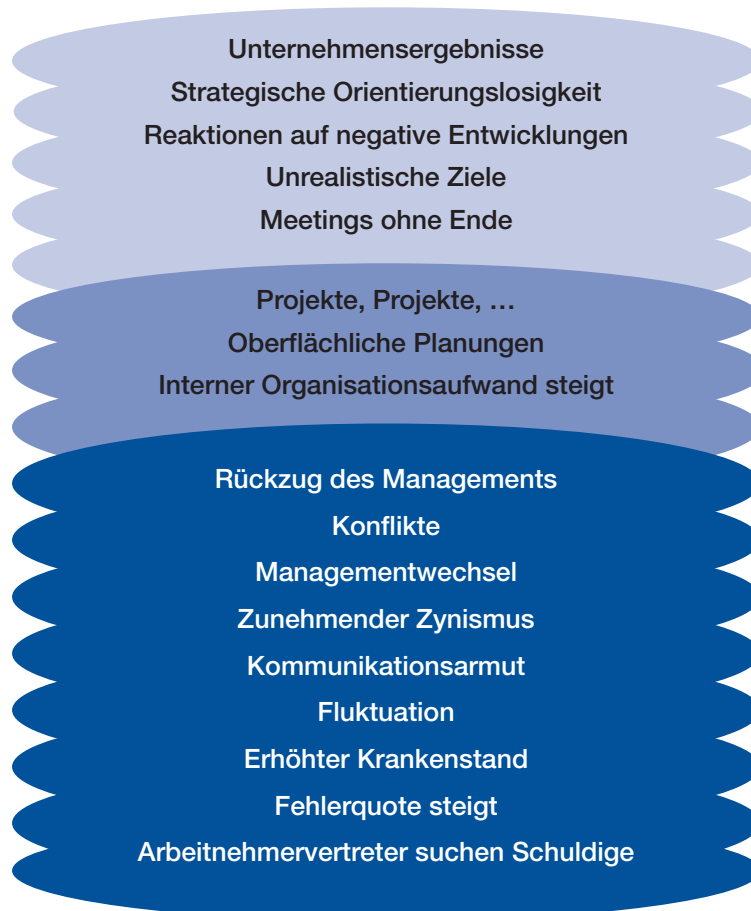 Unternehmensergebnisse
Strategische Orientierungslosigkeit
Reaktionen auf negative Entwicklungen
Unrealistische Ziele
Meetings ohne Ende
Projekte, Projekte, …
Oberflächliche Planungen
Interner Organisationsaufwand steigt
Rückzug des Managements
Konflikte
Managementwechsel
Zunehmender Zynismus
Kommunikationsarmut
Fluktuation
Erhöhter Krankenstand
Fehlerquote steigt
Arbeitnehmervertreter suchen Schuldige